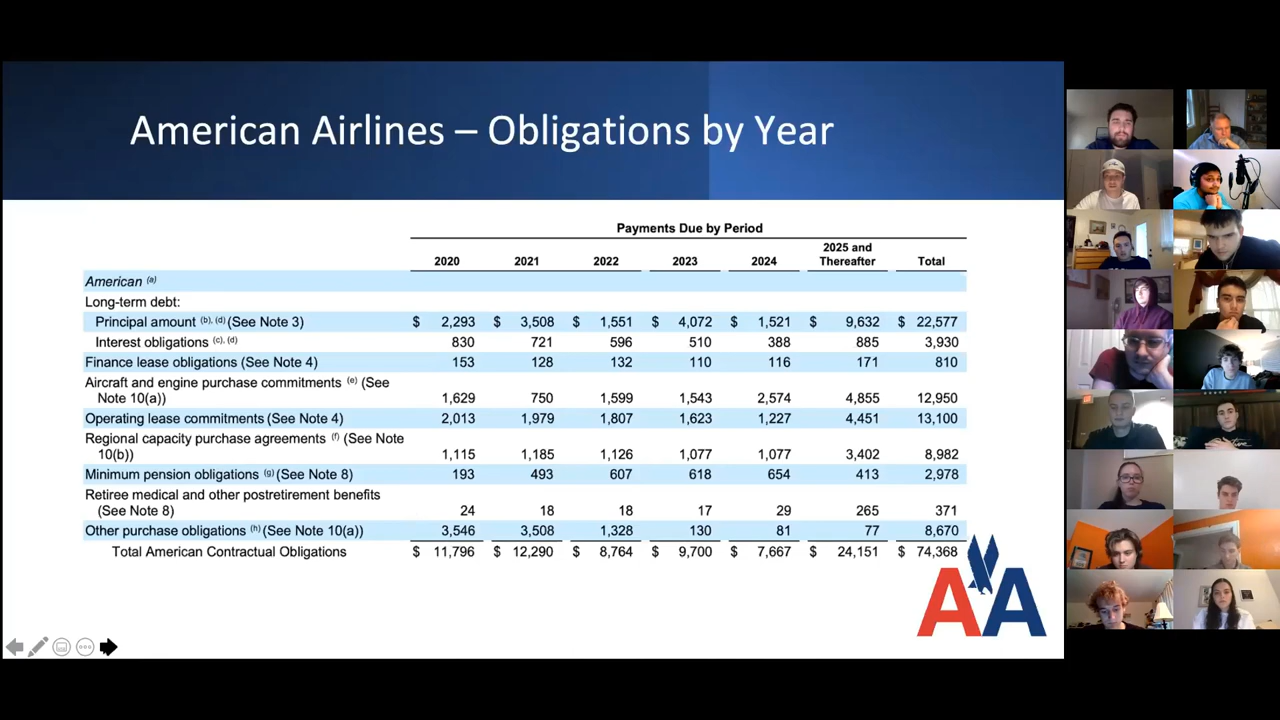 American Airlines – Obligations by Year
Payments Due by Period
2020 2021 2022 2023 2024 2025 and Thereafter Total
American (a)
Long-term debt:
Principal amount (b), (d) (See Note 3) $ 2,293 $ 3,508 $ 1,551 $ 4,072 $ 1,521 $ 9,632 $ 22,577
Interest obligations (c), (d) 830 721 596 510 388 885 3,930
Finance lease obligations (See Note 4) 153 128 132 110 116 171 810
Aircraft and engine purchase commitments (e) (See
Note 10(a)) 1,629 750 1,599 1,543 2,574 4,855 12,950
Operating lease commitments (See Note 4) 2,013 1,979 1,807 1,623 1,227 4,451 13,100
Regional capacity purchase agreements (f) (See Note
10(b)) 1,115 1,185 1,126 1,077 1,077 3,402 8,982
Minimum pension obligations (g) (See Note 8) 193 493 607 618 654 413 2,978
Retiree medical and other postretirement benefits
(See Note 8) 24 18 18 17 29 265 371
Other purchase obligations (h) (See Note 10(a)) 3,546 3,508 1,328 130 81 77 8,670
Total American Contractual Obligations $ 11,796 $ 12,290 $ 8,764 $ 9,700 $ 7,667 $ 24,151 $ 74,368
AA